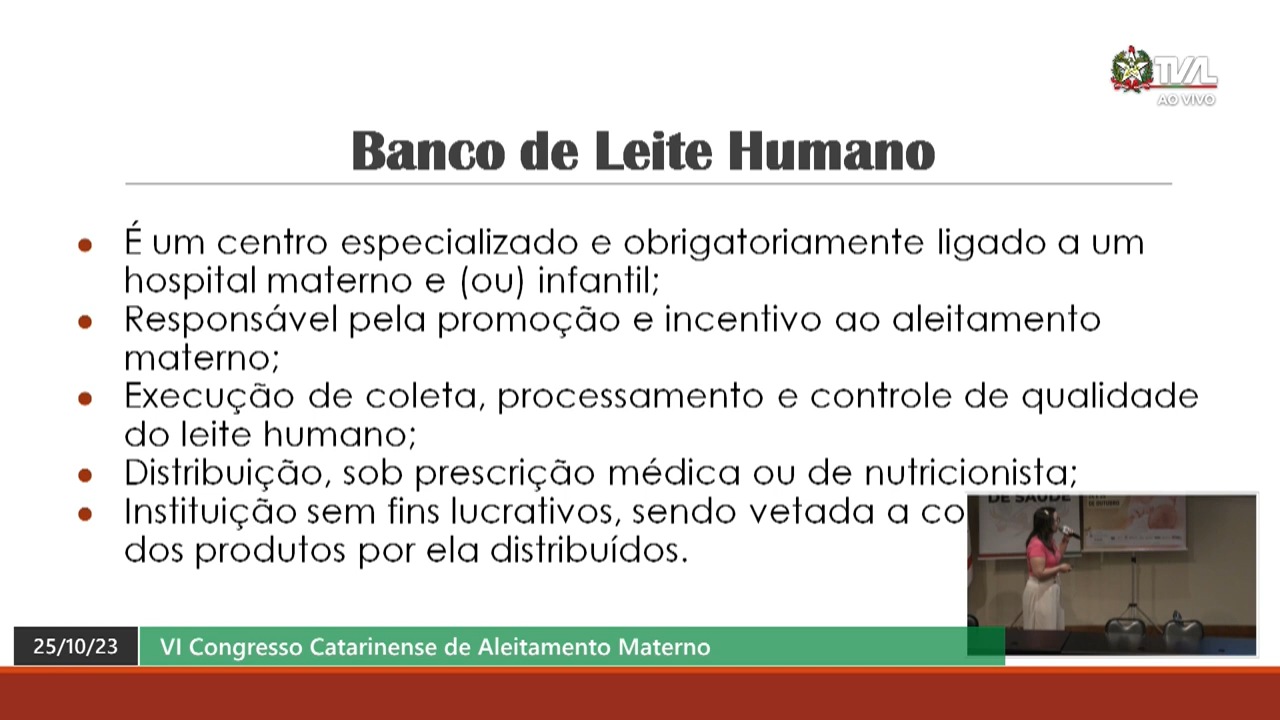 TVAL
AO VIVO
Banco de Leite Humano
● É um centro especializado e obrigatoriamente ligado a um
hospital materno e (ou) infantil;
● Responsável pela promoção e incentivo ao aleitamento
materno;
● Execução de coleta, processamento e controle de qualidade
do leite humano;
● Distribuição, sob prescrição médica ou de nutricionista;
● Instituição sem fins lucrativos, sendo vetada a co
dos produtos por ela distribuídos.
DE SAÚDE
DE OUTUBRO
25/10/23
VI Congresso Catarinense de Aleitamento Materno